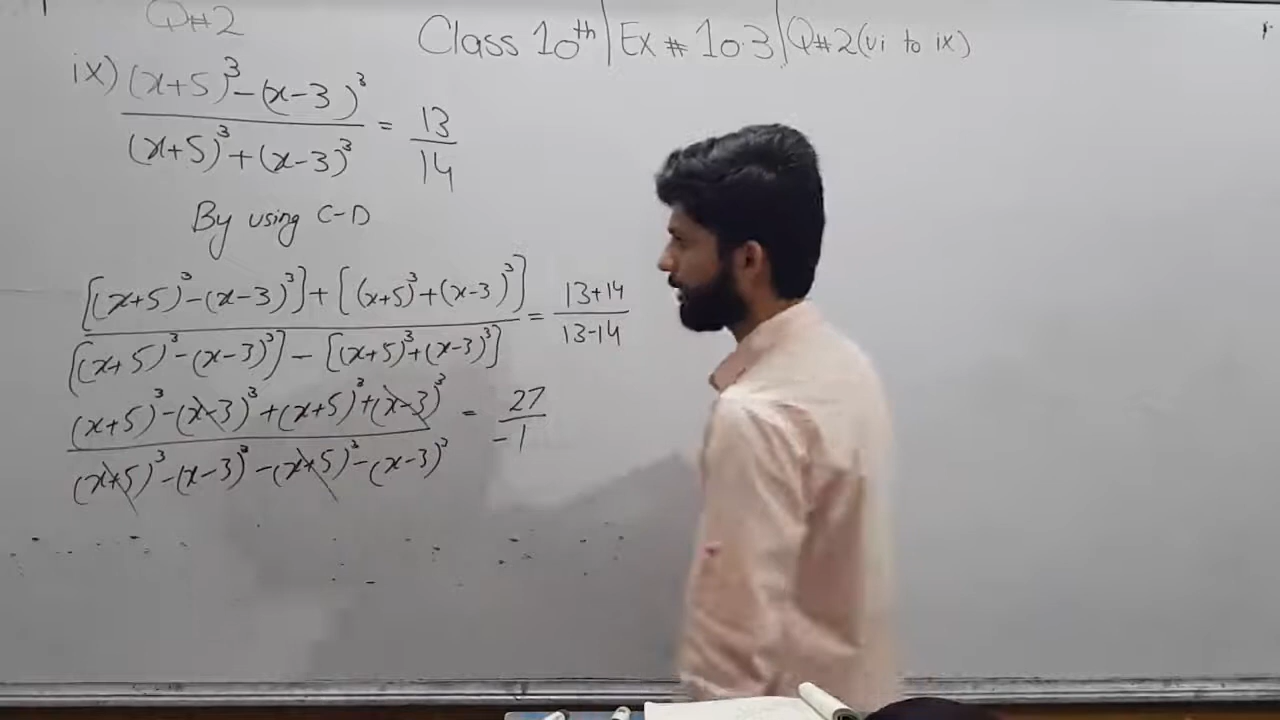 Q#2
Class 10th | Ex # 10.3 | Q#2(vi to ix)
ix) (x+5)³-(x-3)³ / (x+5)³+(x-3)³ = 13/14
By using C-D
[(x+5)³-(x-3)³]+[(x+5)³+(x-3)³] / [(x+5)³-(x-3)³]-[(x+5)³+(x-3)³] = 13+14/13-14
(x+5)³-(x-3)³+(x+5)³+(x-3)³ / (x+5)³-(x-3)³-(x+5)³-(x-3)³ = 27/-1